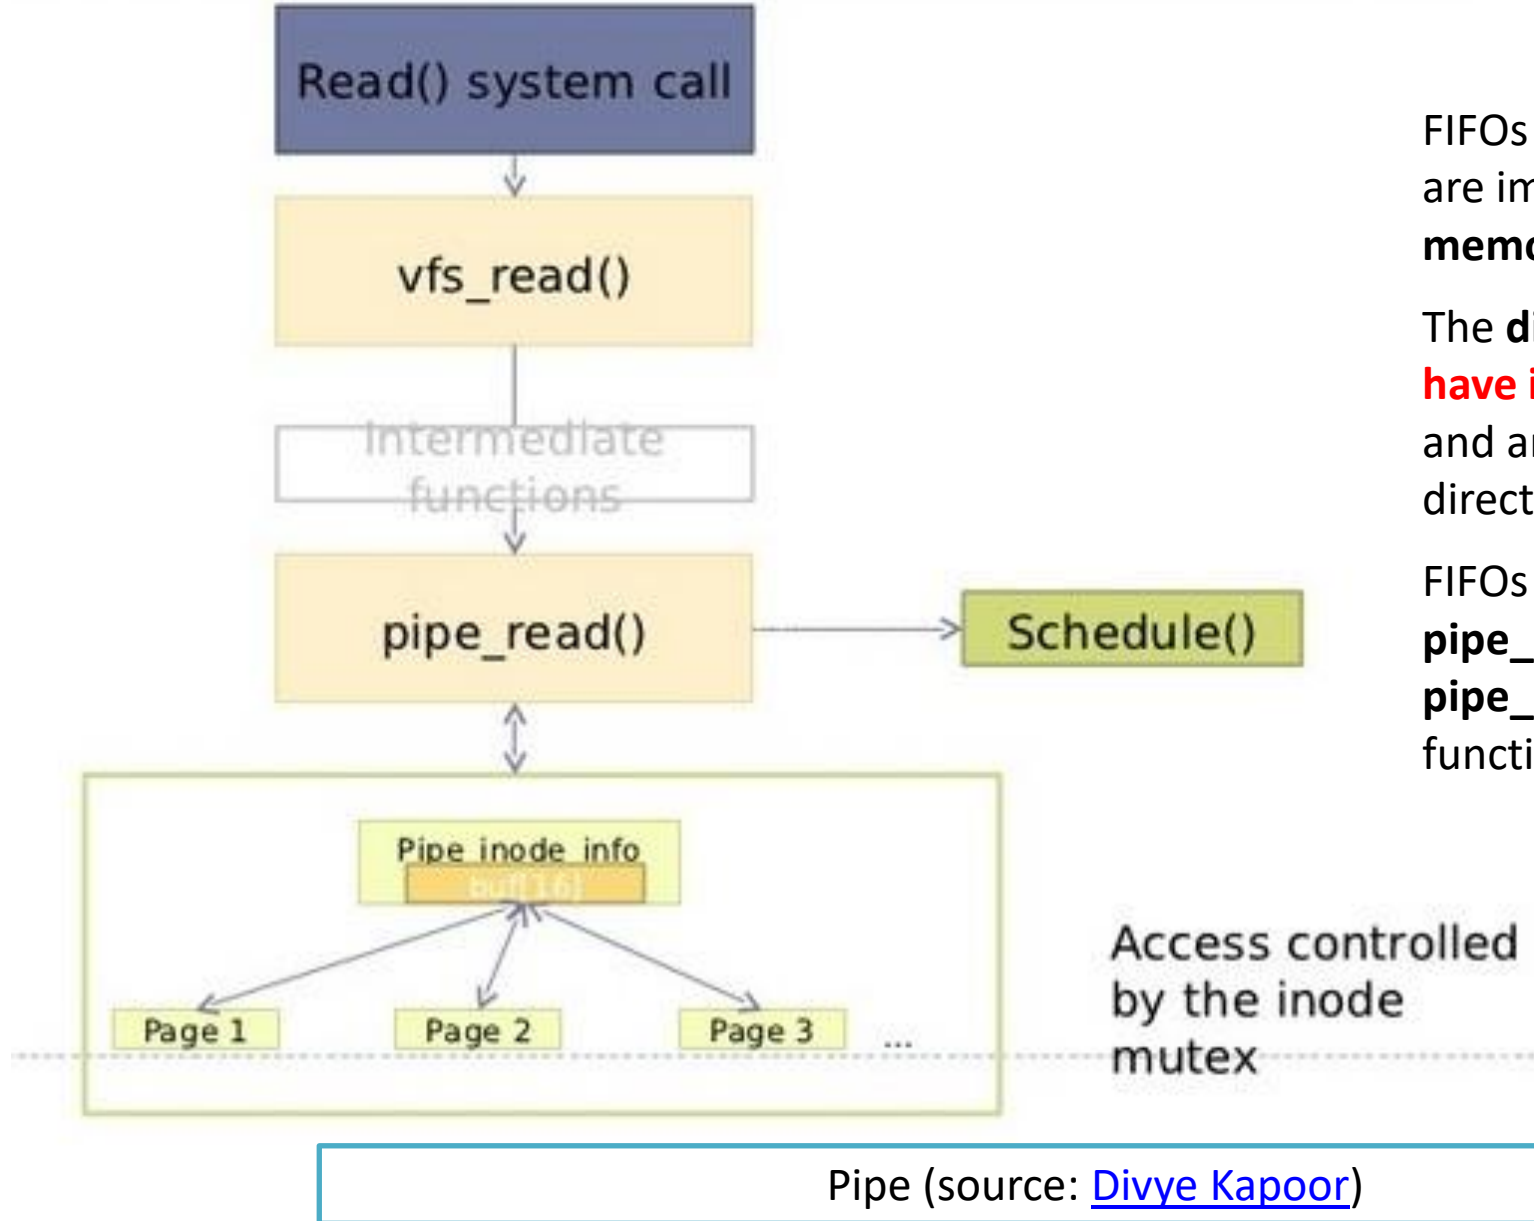 Read() system call
vfs_read()
Intermediate
functions
pipe_read()
Schedule()
Pipe inode info
buf[16]
Page 1
Page 2
Page 3
...
Access controlled
by the inode
mutex
FIFOs
are im
memo
The di
have i
and a
direct
FIFOs
pipe_
pipe_
functi
Pipe (source: Divye Kapoor)